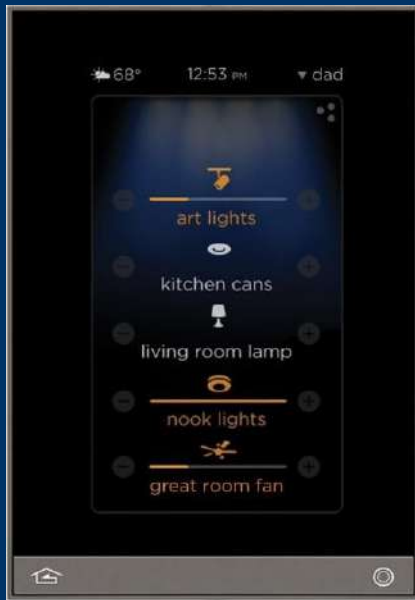 68°
12:53 PM
dad
art lights
kitchen cans
living room lamp
nook lights
great room fan